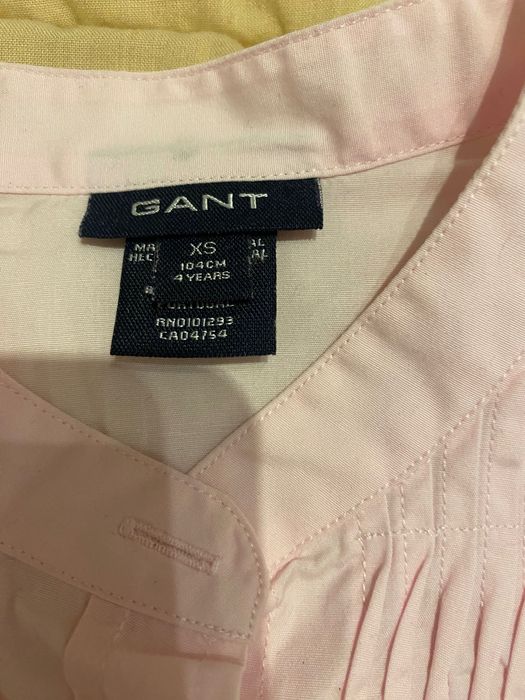 GANT
XS
104CM
4 YEARS
RN0101293
CA04754